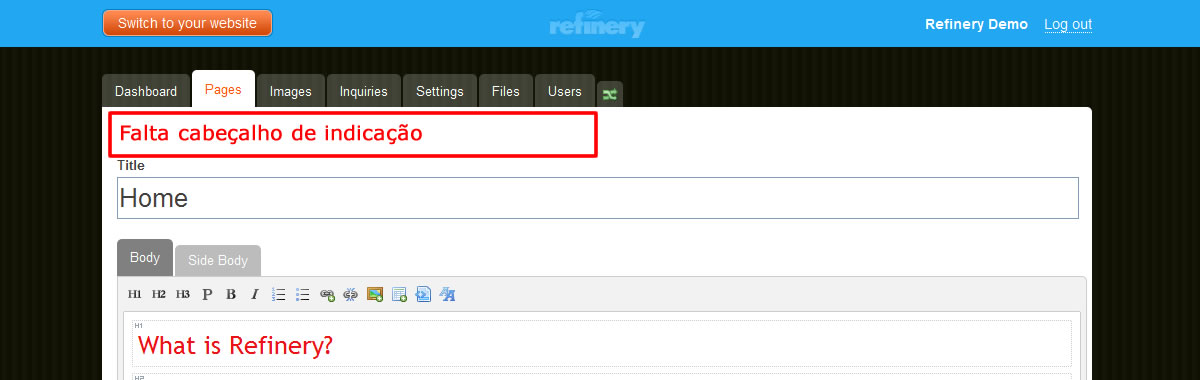 Switch to your website
refinery
Refinery Demo Log out
Dashboard Pages Images Inquiries Settings Files Users
Falta cabeçalho de indicação
Title
Home
Body Side Body
H1 H2 H3 P B I
H1
What is Refinery?
H2